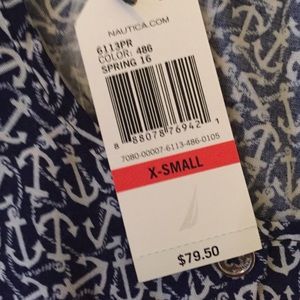 NAUTICA.COM
6113PR
COLOR: 486
SPRING 16
8 88078 76942 1
7080-00007-6113-486-0105
X-SMALL
$79.50